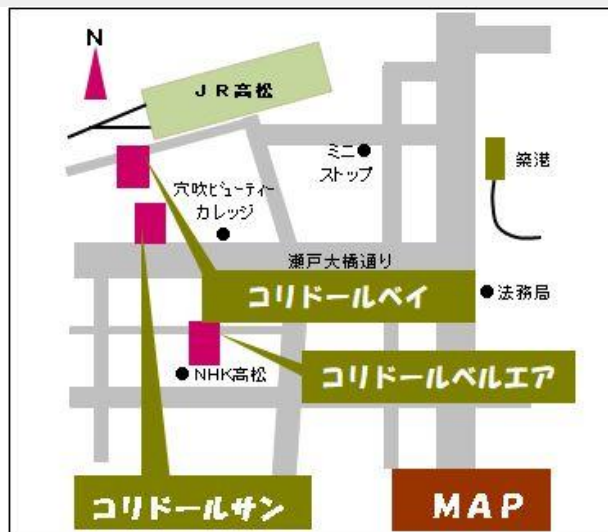 N
JR高松
ミニ
ストップ
築港
穴吹ビューティー
カレッジ
瀬戸大橋通り
コリドールベイ
法務局
コリドールベルエア
NHK高松
コリドールサン
MAP